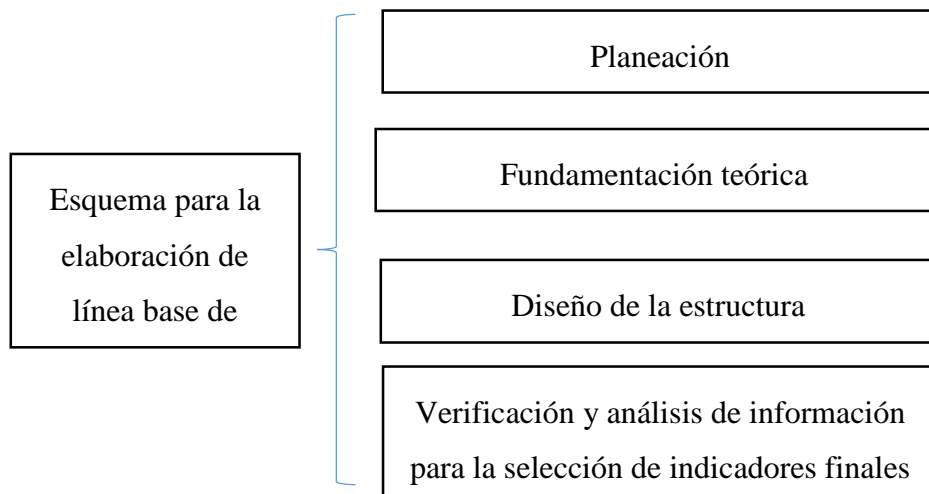 Planeación
Fundamentación teórica
Esquema para la
elaboración de
línea base de
Diseño de la estructura
Verificación y análisis de información
para la selección de indicadores finales